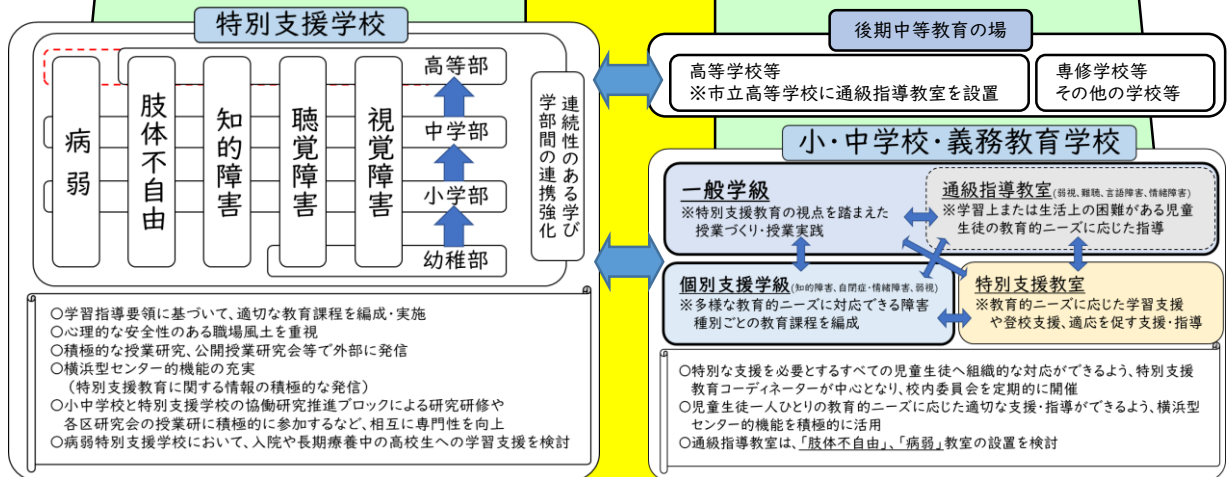 特別支援学校
病弱
肢体不自由
知的障害
聴覚障害
視覚障害
高等部
中学部
小学部
幼稚部
連続性のある学び
学部間の連携強化
○学習指導要領に基づいて、適切な教育課程を編成・実施
○心理的な安全性のある職場風土を重視
○積極的な授業研究、公開授業研究会等で外部に発信
○横浜型センター的機能の充実
（特別支援教育に関する情報の積極的な発信）
○小中学校と特別支援学校の協働研究推進ブロックによる研究研修や
各区研究会の授業研に積極的に参加するなど、相互に専門性を向上
○病弱特別支援学校において、入院や長期療養中の高校生への学習支援を検討
後期中等教育の場
高等学校等
※市立高等学校に通級指導教室を設置
専修学校等
その他の学校等
小・中学校・義務教育学校
一般学級
※特別支援教育の視点を踏まえた
授業づくり・授業実践
通級指導教室(弱視、難聴、言語障害、情緒障害)
※学習上または生活上の困難がある児童
生徒の教育的ニーズに応じた指導
個別支援学級(知的障害、自閉症・情緒障害、弱視)
※多様な教育的ニーズに対応できる障害
種別ごとの教育課程を編成
特別支援教室
※教育的ニーズに応じた学習支援
や登校支援、適応を促す支援・指導
○特別な支援を必要とするすべての児童生徒へ組織的な対応ができるよう、特別支援
教育コーディネーターが中心となり、校内委員会を定期的に開催
○児童生徒一人ひとりの教育的ニーズに応じた適切な支援・指導ができるよう、横浜型
センター的機能を積極的に活用
○通級指導教室は、「肢体不自由」、「病弱」教室の設置を検討